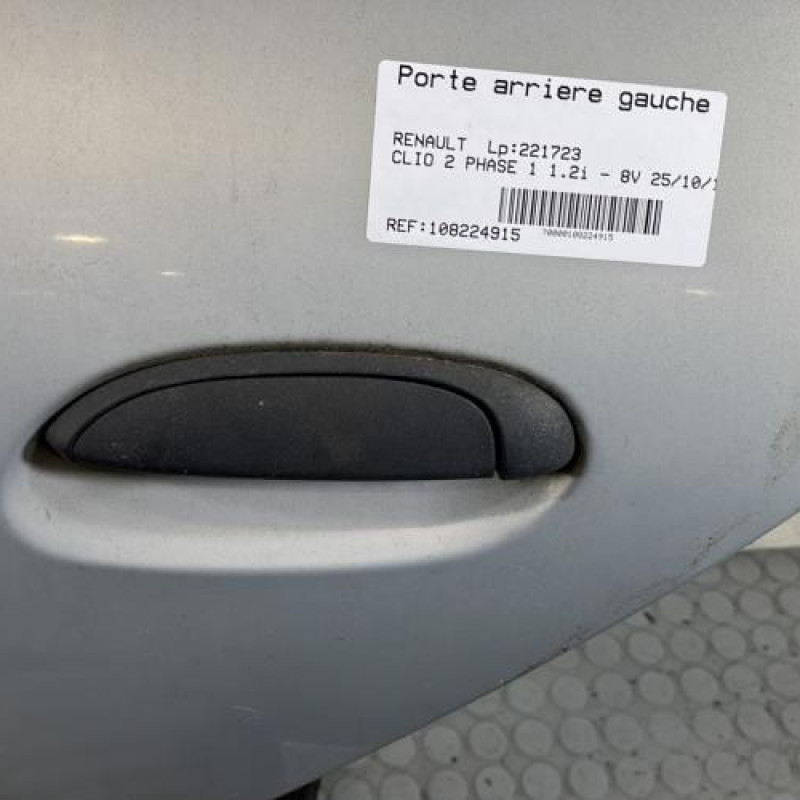 Porte arriere gauche
RENAULT Lp:221723
CLIO 2 PHASE 1 1.2i - 8V 25/10/1
REF:108224915